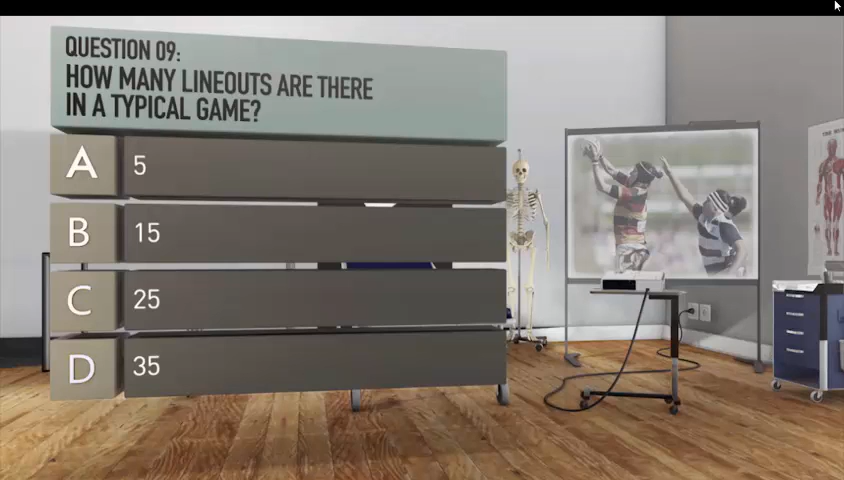 QUESTION 09:
HOW MANY LINEOUTS ARE THERE
IN A TYPICAL GAME?
A 5
B 15
C 25
D 35